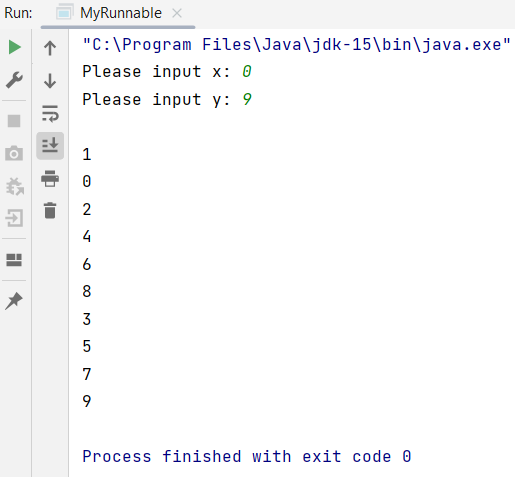 Run: MyRunnable
"C:\Program Files\Java\jdk-15\bin\java.exe"
Please input x: 0
Please input y: 9
1
0
2
4
6
8
3
5
7
9
Process finished with exit code 0